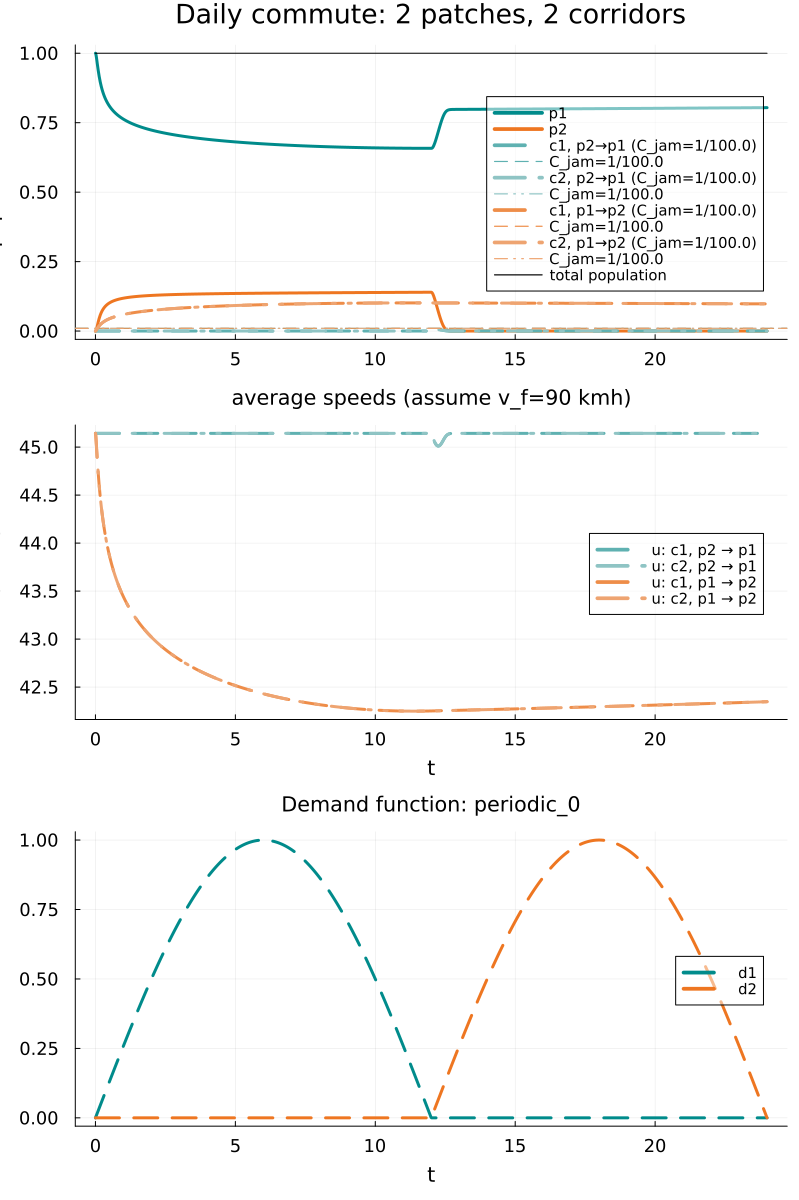 Daily commute: 2 patches, 2 corridors
1.00
0.75
0.50
0.25
0.00
p1
p2
c1, p2→p1 (C_jam=1/100.0)
C_jam=1/100.0
c2, p2→p1 (C_jam=1/100.0)
C_jam=1/100.0
c1, p1→p2 (C_jam=1/100.0)
C_jam=1/100.0
c2, p1→p2 (C_jam=1/100.0)
C_jam=1/100.0
total population
0 5 10 15 20
average speeds (assume v_f=90 kmh)
45.0
44.5
44.0
43.5
43.0
42.5
u: c1, p2 → p1
u: c2, p2 → p1
u: c1, p1 → p2
u: c2, p1 → p2
0 5 10 15 20
t
Demand function: periodic_0
1.00
0.75
0.50
0.25
0.00
d1
d2
0 5 10 15 20
t